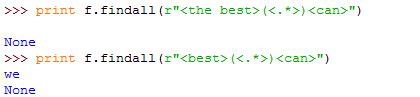 >>> print f.findall(r"<the best>(<.*>)<can>")
None
>>> print f.findall(r"<best>(<.*>)<can>")
we
None